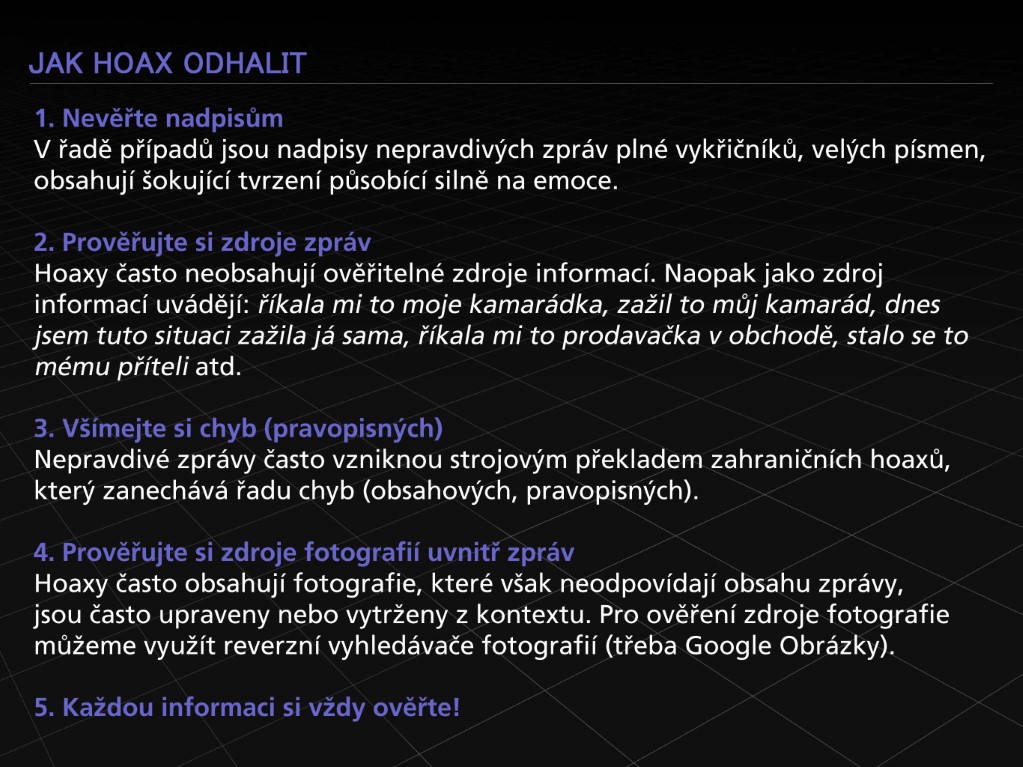 JAK HOAX ODHALIT
1. Nevěřte nadpisům
V řadě případů jsou nadpisy nepravdivých zpráv plné vykřičníků, velých písmen,
obsahují šokující tvrzení působící silně na emoce.
2. Prověřujte si zdroje zpráv
Hoaxy často neobsahují ověřitelné zdroje informací. Naopak jako zdroj
informací uvádějí: říkala mi to moje kamarádka, zažil to můj kamarád, dnes
jsem tuto situaci zažila já sama, říkala mi to prodavačka v obchodě, stalo se to
mému příteli atd.
3. Všímejte si chyb (pravopisných)
Nepravdivé zprávy často vzniknou strojovým překladem zahraničních hoaxů,
který zanechává řadu chyb (obsahových, pravopisných).
4. Prověřujte si zdroje fotografií uvnitř zpráv
Hoaxy často obsahují fotografie, které však neodpovídají obsahu zprávy,
jsou často upraveny nebo vytrženy z kontextu. Pro ověření zdroje fotografie
můžeme využít reverzní vyhledávače fotografií (třeba Google Obrázky).
5. Každou informaci si vždy ověřte!